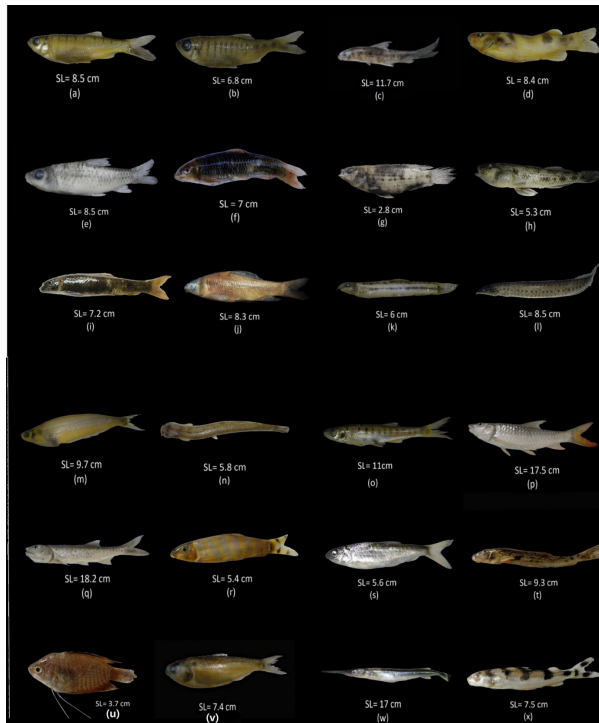 SL= 8.5 cm
(a)
SL= 6.8 cm
(b)
SL= 11.7 cm
(c)
SL= 8.4 cm
(d)
SL= 8.5 cm
(e)
SL = 7 cm
(f)
SL= 2.8 cm
(g)
SL= 5.3 cm
(h)
SL= 7.2 cm
(i)
SL= 8.3 cm
(j)
SL= 6 cm
(k)
SL= 8.5 cm
(l)
SL= 9.7 cm
(m)
SL= 5.8 cm
(n)
SL= 11cm
(o)
SL= 17.5 cm
(p)
SL= 18.2 cm
(q)
SL= 5.4 cm
(r)
SL= 5.6 cm
(s)
SL= 9.3 cm
(t)
SL= 3.7 cm
(u)
SL= 7.4 cm
(v)
SL= 17 cm
(w)
SL= 7.5 cm
(x)